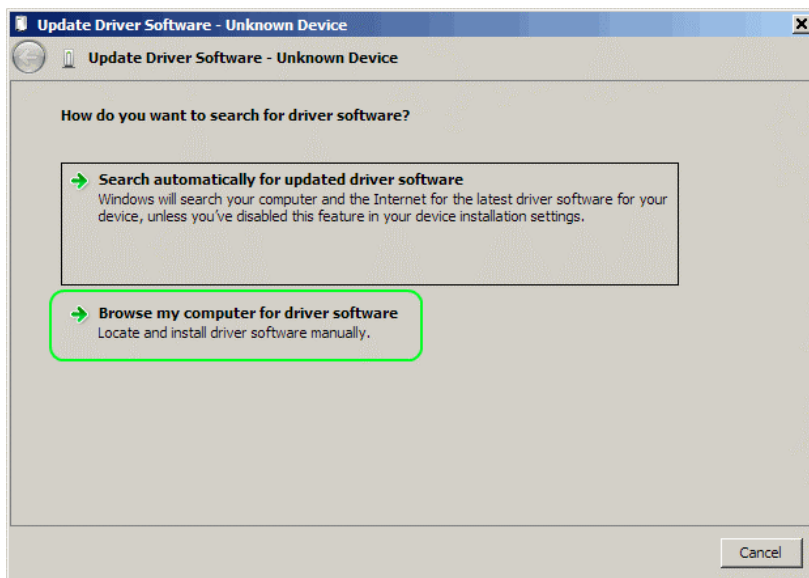 Update Driver Software - Unknown Device
Update Driver Software - Unknown Device
How do you want to search for driver software?
Search automatically for updated driver software
Windows will search your computer and the Internet for the latest driver software for your
device, unless you've disabled this feature in your device installation settings.
Browse my computer for driver software
Locate and install driver software manually.
Cancel